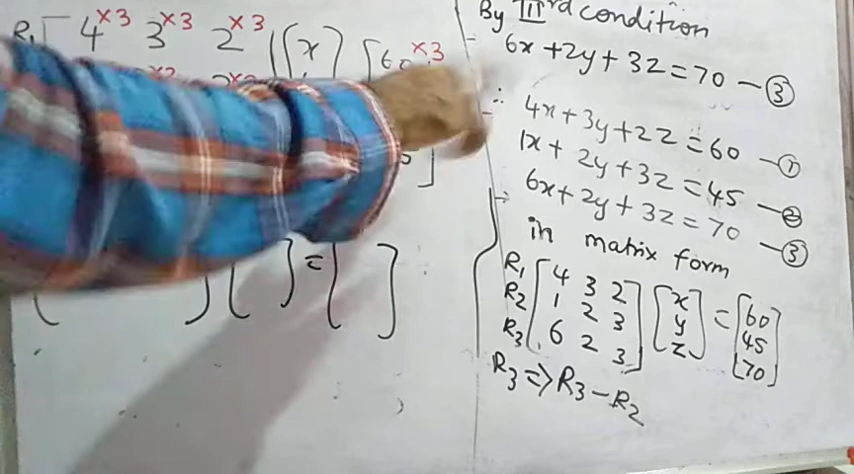 R₁ 4×3 3×3 2×3 x 60×3
×2
=
By IIIrd condition
6x + 2y + 3z = 70 — ③
∴
4x + 3y + 2z = 60 — ①
1x + 2y + 3z = 45 — ②
6x + 2y + 3z = 70 — ③
in matrix form
R₁ 4 3 2 x = 60
R₂ 1 2 3 y 45
R₃ 6 2 3 z 70
R₃ => R₃ – R₂